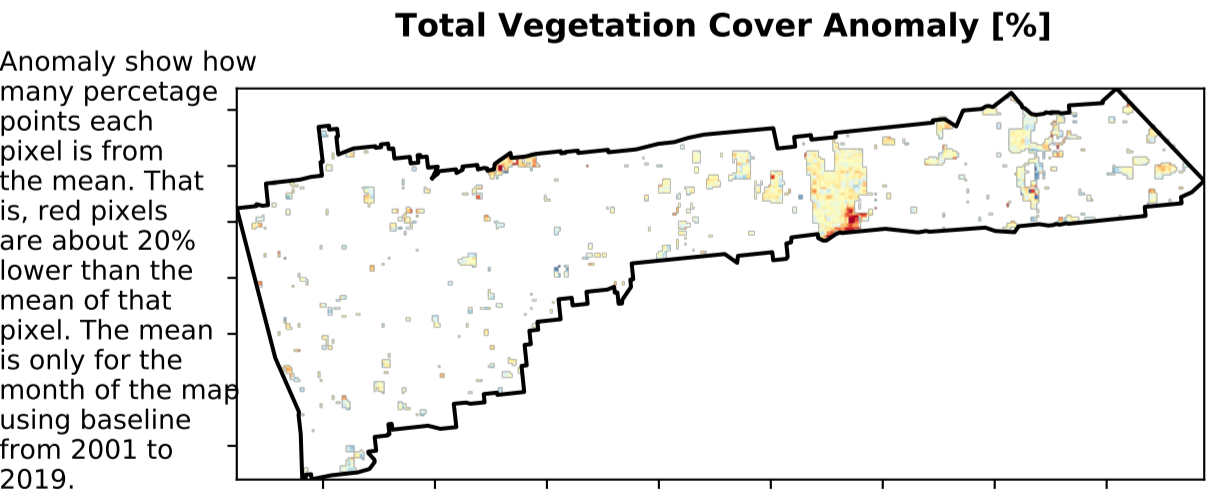 Total Vegetation Cover Anomaly [%]
Anomaly show how
many percetage
points each
pixel is from
the mean. That
is, red pixels
are about 20%
lower than the
mean of that
pixel. The mean
is only for the
month of the map
using baseline
from 2001 to
2019.